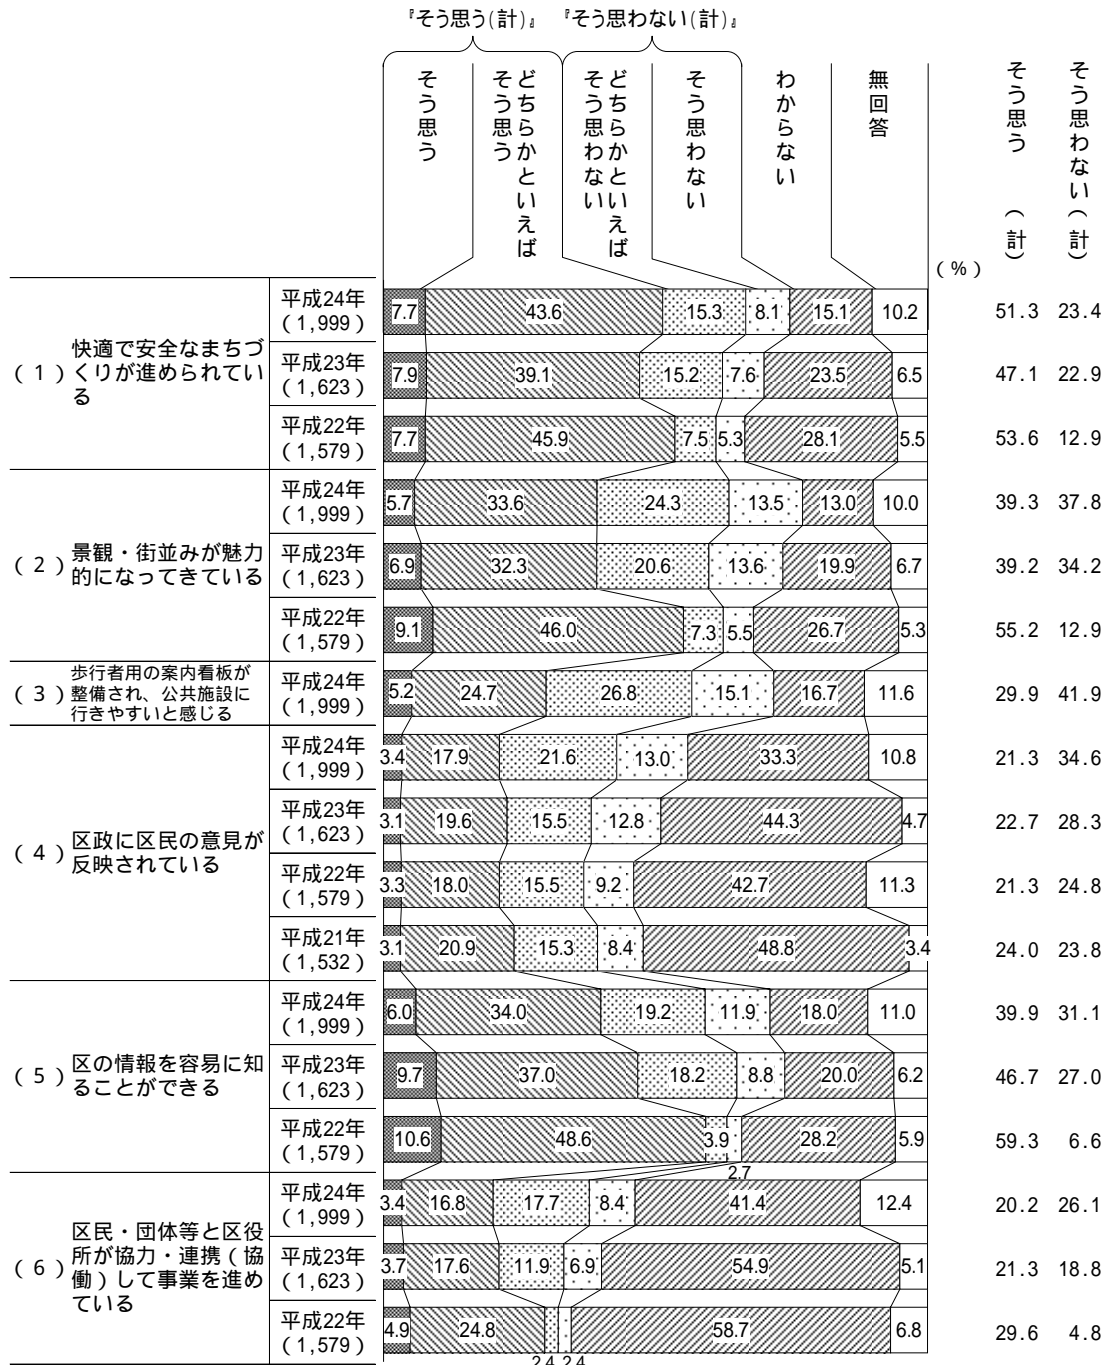 『そう思う(計)』 『そう思わない(計)』
そう思う
どちらかといえば
そう思う
どちらかといえば
そう思わない
そう思わない
わからない
無回答
(%)
そう思う(計)
そう思わない(計)
(1)快適で安全なまちづ
くりが進められてい
る
平成24年
(1,999)
7.7 43.6 15.3 8.1 15.1 10.2 51.3 23.4
平成23年
(1,623)
7.9 39.1 15.2 7.6 23.5 6.5 47.1 22.9
平成22年
(1,579)
7.7 45.9 7.5 5.3 28.1 5.5 53.6 12.9
(2)景観・街並みが魅力
的になってきている
平成24年
(1,999)
5.7 33.6 24.3 13.5 13.0 10.0 39.3 37.8
平成23年
(1,623)
6.9 32.3 20.6 13.6 19.9 6.7 39.2 34.2
平成22年
(1,579)
9.1 46.0 7.3 5.5 26.7 5.3 55.2 12.9
(3)歩行者用の案内看板が
整備され、公共施設に
行きやすいと感じる
平成24年
(1,999)
5.2 24.7 26.8 15.1 16.7 11.6 29.9 41.9
(4)区政に区民の意見が
反映されている
平成24年
(1,999)
3.4 17.9 21.6 13.0 33.3 10.8 21.3 34.6
平成23年
(1,623)
3.1 19.6 15.5 12.8 44.3 4.7 22.7 28.3
平成22年
(1,579)
3.3 18.0 15.5 9.2 42.7 11.3 21.3 24.8
平成21年
(1,532)
3.1 20.9 15.3 8.4 48.8 3.4 24.0 23.8
(5)区の情報を容易に知
ることができる
平成24年
(1,999)
6.0 34.0 19.2 11.9 18.0 11.0 39.9 31.1
平成23年
(1,623)
9.7 37.0 18.2 8.8 20.0 6.2 46.7 27.0
平成22年
(1,579)
10.6 48.6 3.9 2.7 28.2 5.9 59.3 6.6
(6)区民・団体等と区役
所が協力・連携(協
働)して事業を進め
ている
平成24年
(1,999)
3.4 16.8 17.7 8.4 41.4 12.4 20.2 26.1
平成23年
(1,623)
3.7 17.6 11.9 6.9 54.9 5.1 21.3 18.8
平成22年
(1,579)
4.9 24.8 2.4 2.4 58.7 6.8 29.6 4.8